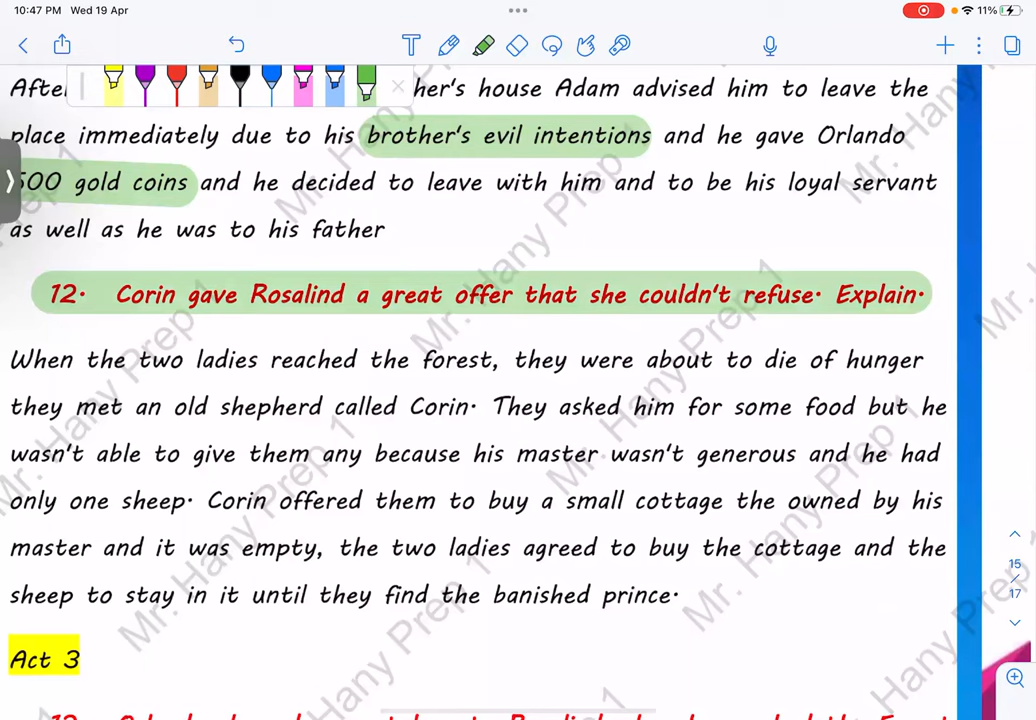 10:47 PM Wed 19 Apr
11%
her's house Adam advised him to leave the
place immediately due to his brother's evil intentions and he gave Orlando
500 gold coins and he decided to leave with him and to be his loyal servant
as well as he was to his father
12. Corin gave Rosalind a great offer that she couldn't refuse. Explain.
When the two ladies reached the forest, they were about to die of hunger
they met an old shepherd called Corin. They asked him for some food but he
wasn't able to give them any because his master wasn't generous and he had
only one sheep. Corin offered them to buy a small cottage the owned by his
master and it was empty, the two ladies agreed to buy the cottage and the
sheep to stay in it until they find the banished prince.
15
/
17
Act 3
Mr. Hany Prep 1